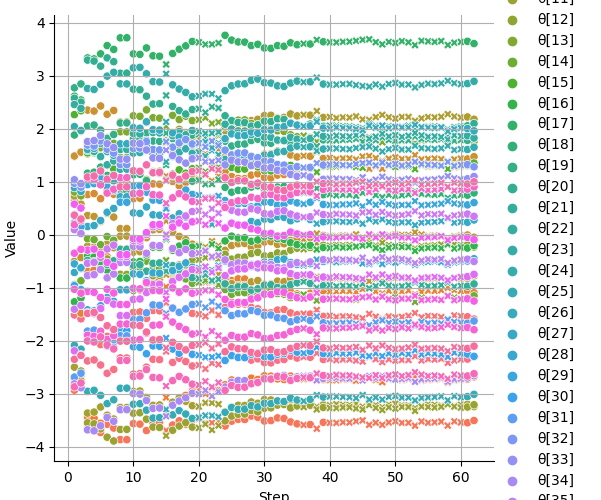 Value
4
3
2
1
0
−1
−2
−3
−4
0
10
20
30
40
50
60
Step
θ[11]
θ[12]
θ[13]
θ[14]
θ[15]
θ[16]
θ[17]
θ[18]
θ[19]
θ[20]
θ[21]
θ[22]
θ[23]
θ[24]
θ[25]
θ[26]
θ[27]
θ[28]
θ[29]
θ[30]
θ[31]
θ[32]
θ[33]
θ[34]
θ[35]